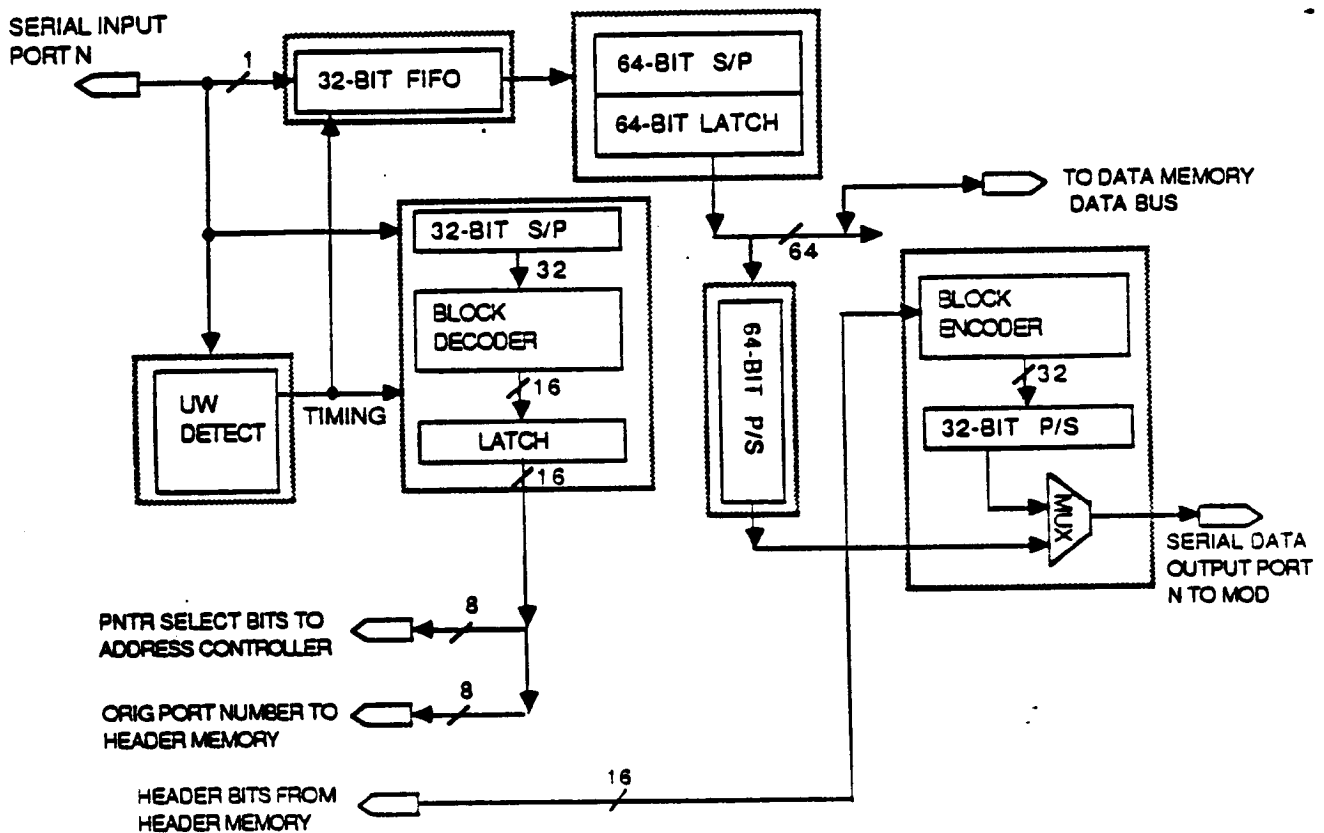 SERIAL INPUT
PORT N
1
32-BIT FIFO
64-BIT S/P
64-BIT LATCH
TO DATA MEMORY
DATA BUS
32-BIT S/P
32
BLOCK
DECODER
16
LATCH
16
UW
DETECT
TIMING
64
64-BIT P/S
BLOCK
ENCODER
32
32-BIT P/S
MUX
SERIAL DATA
OUTPUT PORT
N TO MOD
PNTR SELECT BITS TO
ADDRESS CONTROLLER
8
ORIG PORT NUMBER TO
HEADER MEMORY
8
HEADER BITS FROM
HEADER MEMORY
16